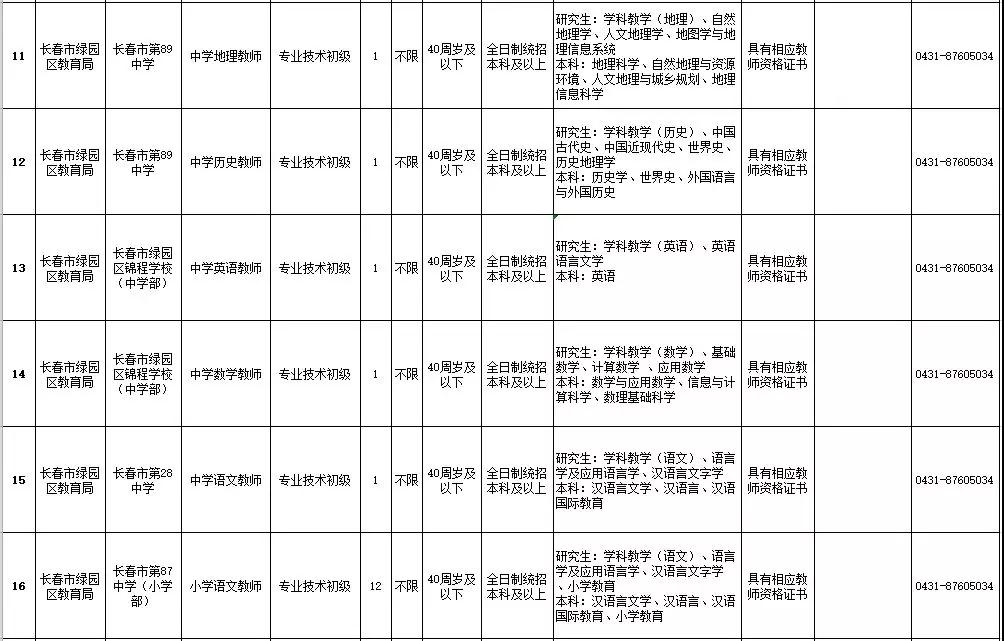 11
长春市绿园
区教育局
长春市第89
中学
中学地理教师
专业技术初级
1
不限
40周岁及
以下
全日制统招
本科及以上
研究生：学科教学（地理）、自然
地理学、人文地理学、地图学与地
理信息系统
本科：地理科学、自然地理与资源
环境、人文地理与城乡规划、地理
信息科学
具有相应教
师资格证书
0431-87605034
12
长春市绿园
区教育局
长春市第89
中学
中学历史教师
专业技术初级
1
不限
40周岁及
以下
全日制统招
本科及以上
研究生：学科教学（历史）、中国
古代史、中国近现代史、世界史、
历史地理学
本科：历史学、世界史、外国语言
与外国历史
具有相应教
师资格证书
0431-87605034
13
长春市绿园
区教育局
长春市绿园
区锦程学校
（中学部）
中学英语教师
专业技术初级
1
不限
40周岁及
以下
全日制统招
本科及以上
研究生：学科教学（英语）、英语
语言文学
本科：英语
具有相应教
师资格证书
0431-87605034
14
长春市绿园
区教育局
长春市绿园
区锦程学校
（中学部）
中学数学教师
专业技术初级
1
不限
40周岁及
以下
全日制统招
本科及以上
研究生：学科教学（数学）、基础
数学、计算数学 、应用数学
本科：数学与应用数学、信息与计
算科学、数理基础科学
具有相应教
师资格证书
0431-87605034
15
长春市绿园
区教育局
长春市第28
中学
中学语文教师
专业技术初级
1
不限
40周岁及
以下
全日制统招
本科及以上
研究生：学科教学（语文）、语言
学及应用语言学、汉语言文字学
本科：汉语言文学、汉语言、汉语
国际教育
具有相应教
师资格证书
0431-87605034
16
长春市绿园
区教育局
长春市第87
中学（小学
部）
小学语文教师
专业技术初级
12
不限
40周岁及
以下
全日制统招
本科及以上
研究生：学科教学（语文）、语言
学及应用语言学、汉语言文字学
、小学教育
本科：汉语言文学、汉语言、汉语
国际教育、小学教育
具有相应教
师资格证书
0431-87605034